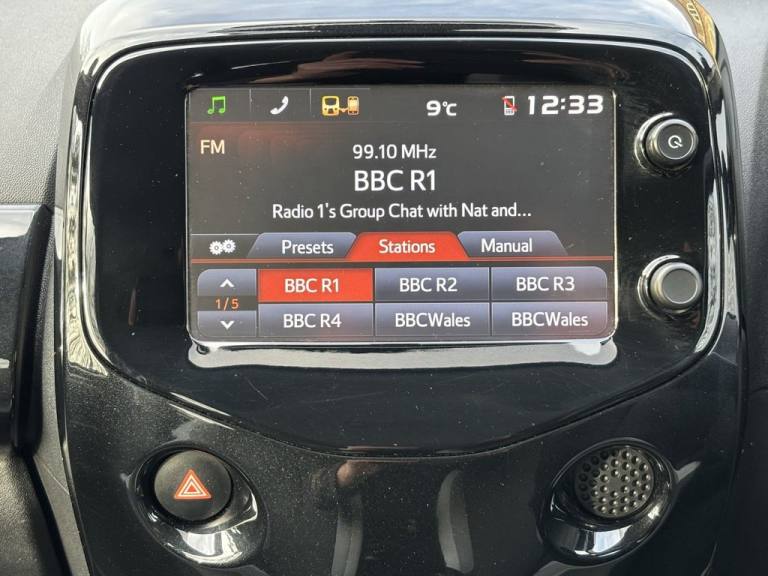 9°C 12:33
FM
99.10 MHz
BBC R1
Radio 1's Group Chat with Nat and...
Presets Stations Manual
BBC R1 BBC R2 BBC R3
1/5
BBC R4 BBCWales BBCWales